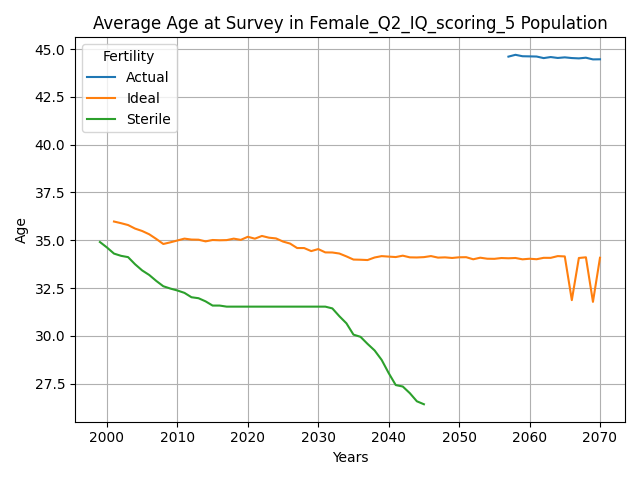 Average Age at Survey in Female_Q2_IQ_scoring_5 Population
Fertility
Actual
Ideal
Sterile
45.0
42.5
40.0
37.5
35.0
32.5
30.0
27.5
Age
2000 2010 2020 2030 2040 2050 2060 2070
Years